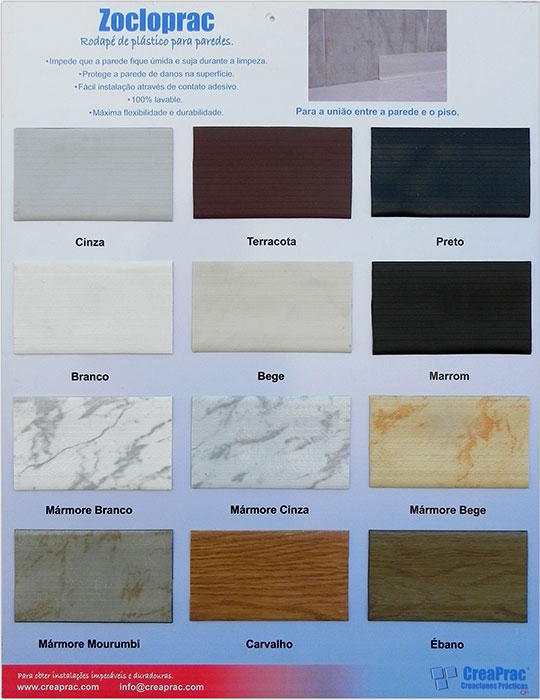 Zocloprac
Rodapé de plástico para paredes.
•Impede que a parede fique úmida e suja durante a limpeza.
•Protege a parede de danos na superfície.
•Fácil instalação através de contato adesivo.
•100% lavable.
•Máxima flexibilidade e durabilidade.
Para a união entre a parede e o piso.
Cinza
Terracota
Preto
Branco
Bege
Marrom
Mármore Branco
Mármore Cinza
Mármore Bege
Mármore Mourumbi
Carvalho
Ébano
Para obter instalações impecáveis e duradouras.
www.creaprac.com info@creaprac.com
CreaPrac®
Creaciones Prácticas